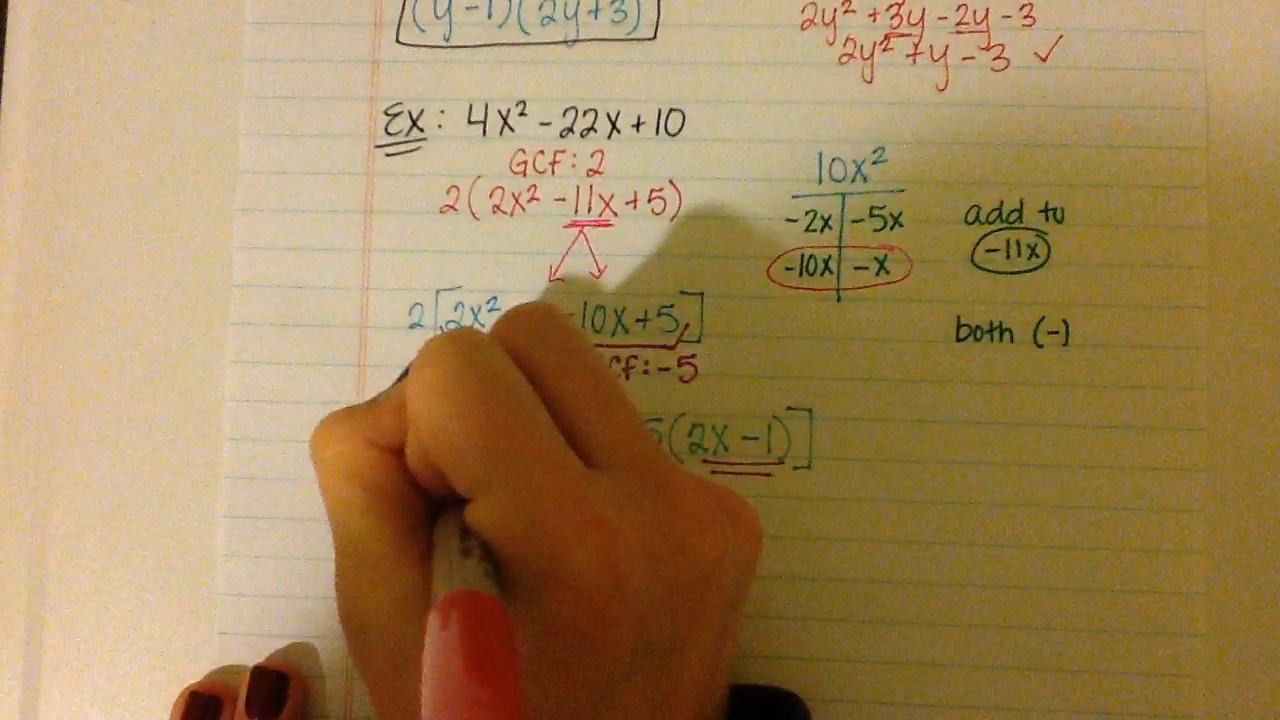 (y-1)(2y+3)
2y² + 3y - 2y - 3
2y² + y - 3 ✓
Ex: 4x² - 22x + 10
GCF: 2
2(2x² - 11x + 5)
10x²
-2x | -5x
-10x | -x
add to
-11x
both (-)
2[2x² -10x+5]
: -5
(2x - 1)]